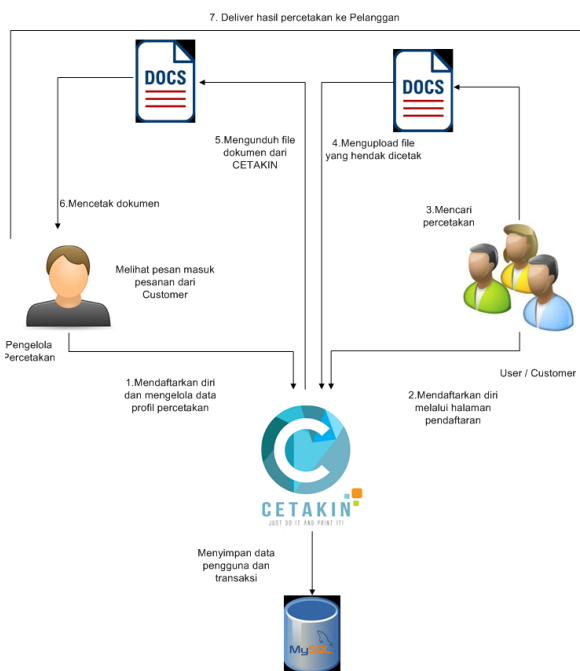 7. Deliver hasil percetakan ke Pelanggan
DOCS
DOCS
5.Mengunduh file
dokumen dari
CETAKIN
4.Mengupload file
yang hendak dicetak
6.Mencetak dokumen
3.Mencari
percetakan
Melihat pesan masuk
pesanan dari
Customer
Pengelola
Percetakan
User / Customer
1.Mendaftarkan diri
dan mengelola data
profil percetakan
2.Mendaftarkan diri
melalui halaman
pendaftaran
CETAKIN
JUST DO IT AND PRINT IT!
Menyimpan data
pengguna dan
transaksi
MySQL